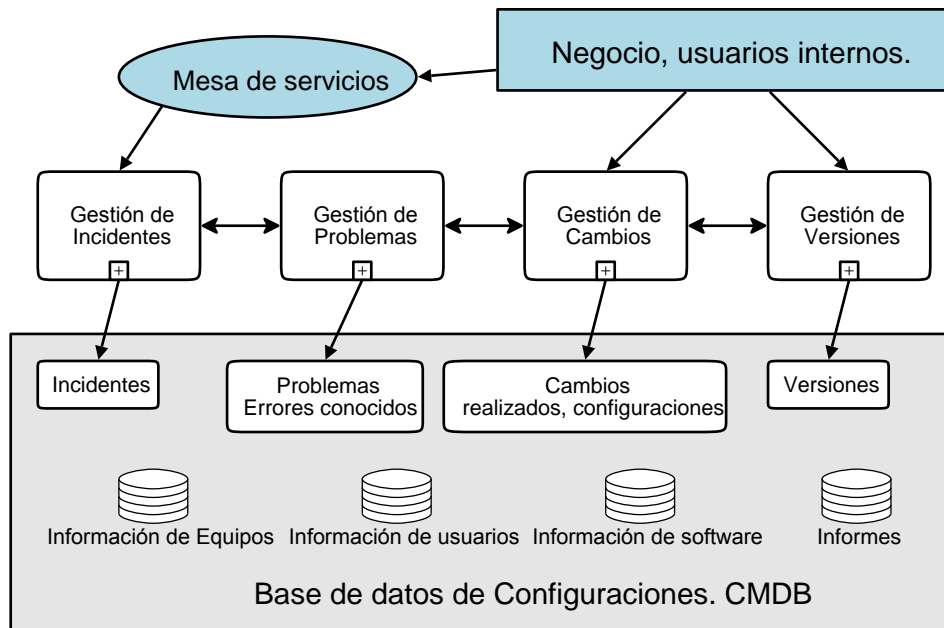 Negocio, usuarios internos.
Mesa de servicios
Gestión de
Incidentes
+
Gestión de
Problemas
+
Gestión de
Cambios
+
Gestión de
Versiones
+
Incidentes
Problemas
Errores conocidos
Cambios
realizados, configuraciones
Versiones
Información de Equipos
Información de usuarios
Información de software
Informes
Base de datos de Configuraciones. CMDB